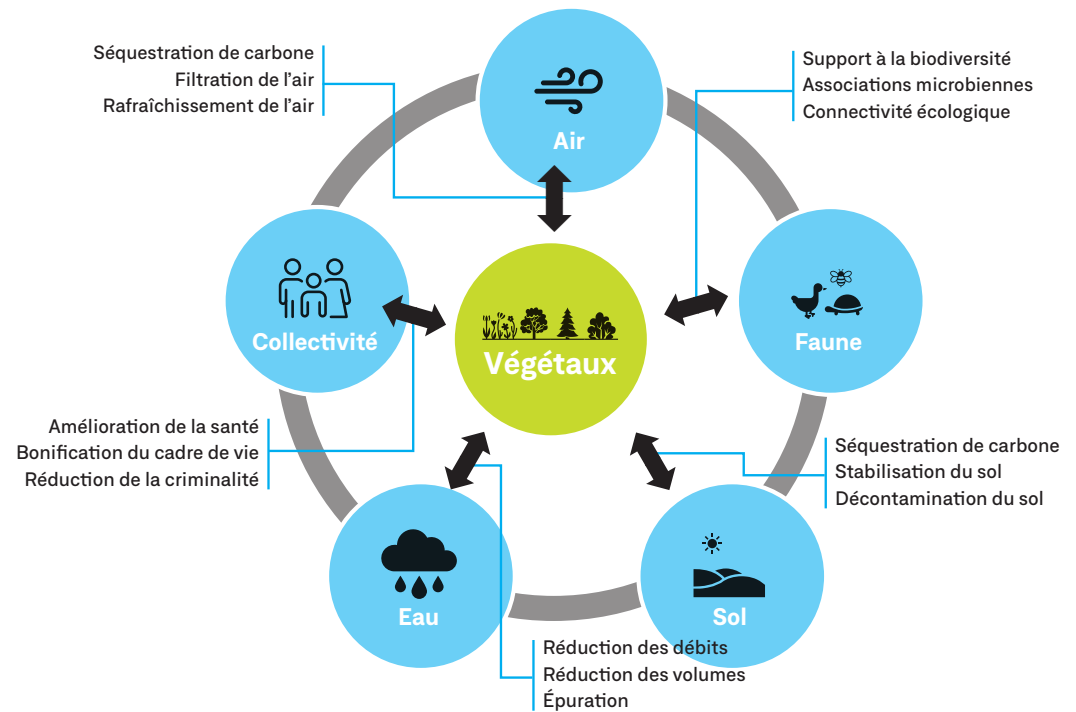 Séquestration de carbone
Filtration de l'air
Rafraîchissement de l'air
Air
Support à la biodiversité
Associations microbiennes
Connectivité écologique
Collectivité
Végétaux
Faune
Amélioration de la santé
Bonification du cadre de vie
Réduction de la criminalité
Séquestration de carbone
Stabilisation du sol
Décontamination du sol
Eau
Sol
Réduction des débits
Réduction des volumes
Épuration